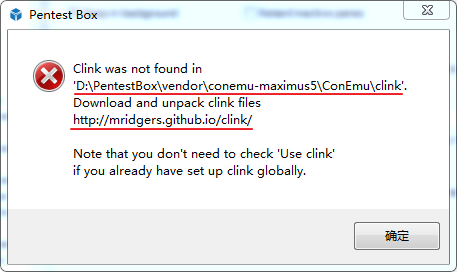 Pentest Box
Clink was not found in
'D:\PentestBox\vendor\conemu-maximus5\ConEmu\clink'.
Download and unpack clink files
http://mridgers.github.io/clink/
Note that you don't need to check 'Use clink'
if you already have set up clink globally.
确定